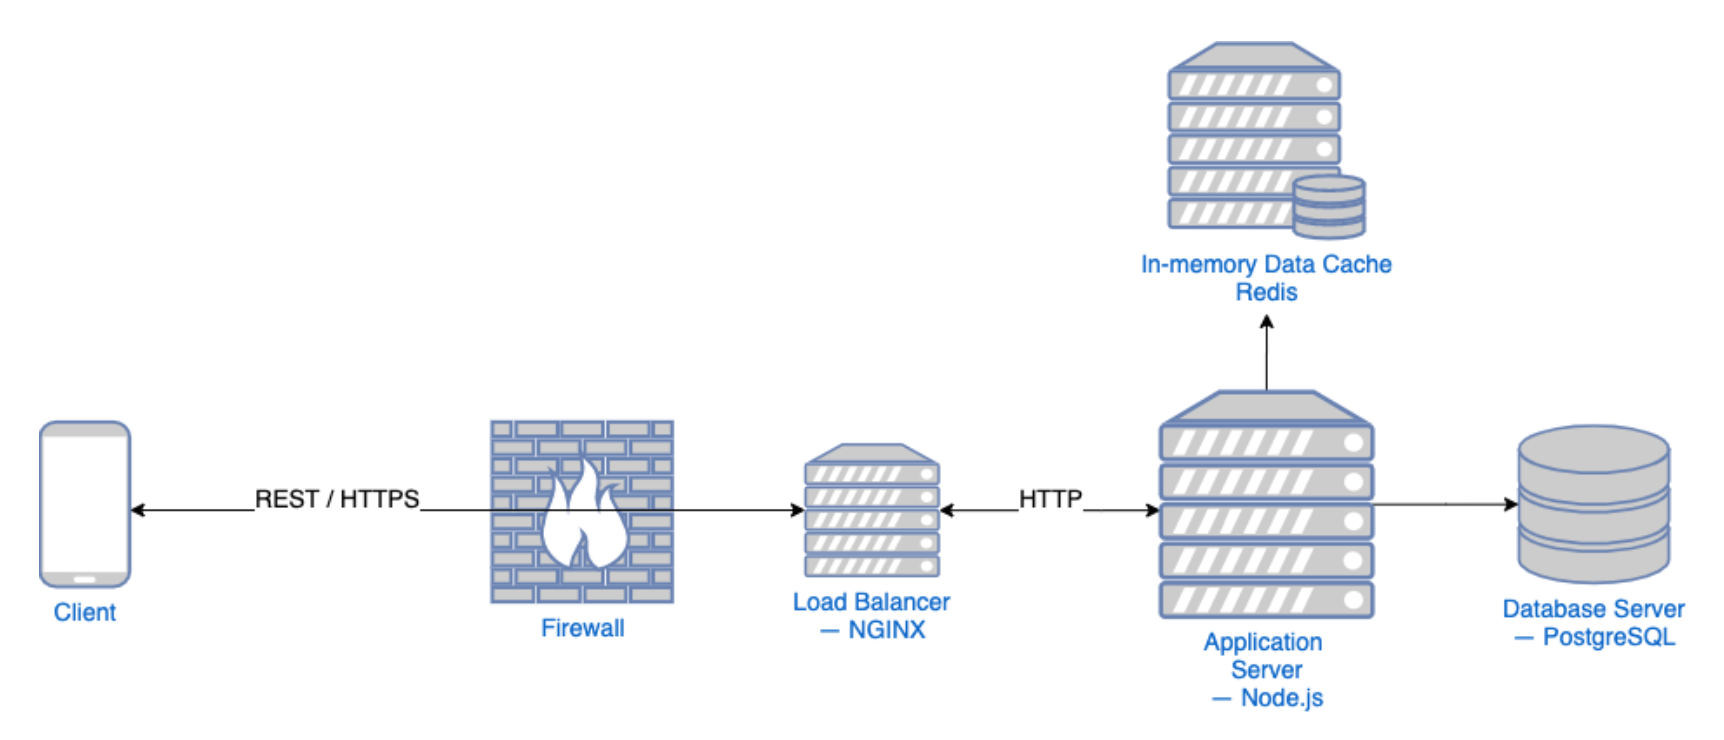 In-memory Data Cache
Redis
REST / HTTPS
HTTP
Client
Firewall
Load Balancer
— NGINX
Application
Server
— Node.js
Database Server
— PostgreSQL